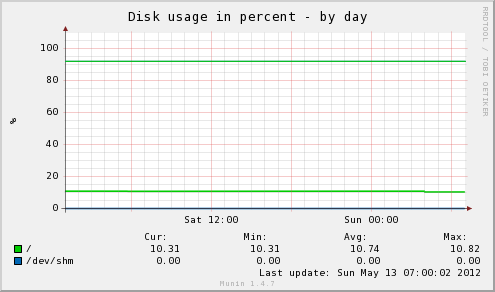 Disk usage in percent - by day
RRDTOOL / TOBI OETIKER
100
80
60
40
20
0
%
Sat 12:00 Sun 00:00
Cur: Min: Avg: Max:
/ 10.31 10.31 10.74 10.82
/dev/shm 0.00 0.00 0.00 0.00
Last update: Sun May 13 07:00:02 2012
Munin 1.4.7